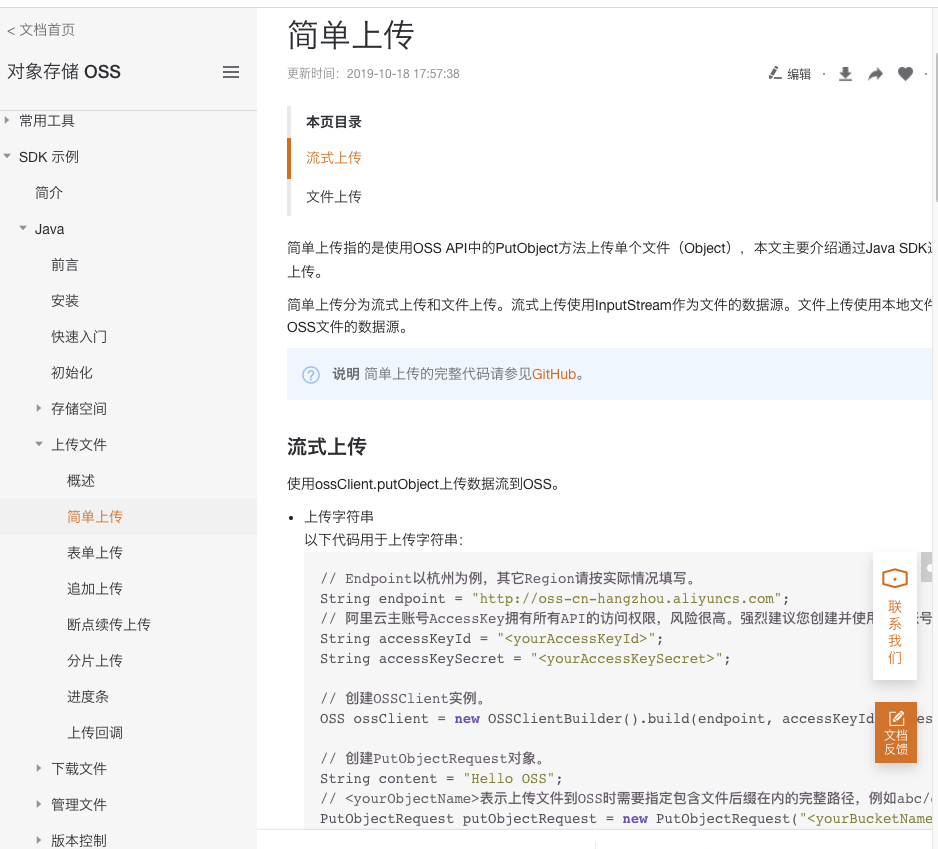 < 文档首页
对象存储 OSS
常用工具
SDK 示例
简介
Java
前言
安装
快速入门
初始化
存储空间
上传文件
概述
简单上传
表单上传
追加上传
断点续传上传
分片上传
进度条
上传回调
下载文件
管理文件
版本控制
简单上传
更新时间：2019-10-18 17:57:38
编辑 · ·
本页目录
流式上传
文件上传
简单上传指的是使用OSS API中的PutObject方法上传单个文件（Object），本文主要介绍通过Java SDK
上传。
简单上传分为流式上传和文件上传。流式上传使用InputStream作为文件的数据源。文件上传使用本地文件
OSS文件的数据源。
说明 简单上传的完整代码请参见GitHub。
流式上传
使用ossClient.putObject上传数据流到OSS。
• 上传字符串
以下代码用于上传字符串：
// Endpoint以杭州为例，其它Region请按实际情况填写。
String endpoint = "http://oss-cn-hangzhou.aliyuncs.com";
// 阿里云主账号AccessKey拥有所有API的访问权限，风险很高。强烈建议您创建并使用 账号
String accessKeyId = "<yourAccessKeyId>";
String accessKeySecret = "<yourAccessKeySecret>";
// 创建OSSClient实例。
OSS ossClient = new OSSClientBuilder().build(endpoint, accessKeyId
// 创建PutObjectRequest对象。
String content = "Hello OSS";
// <yourObjectName>表示上传文件到OSS时需要指定包含文件后缀在内的完整路径，例如abc/
PutObjectRequest putObjectRequest = new PutObjectRequest("<yourBucketName
联系我们
文档
反馈